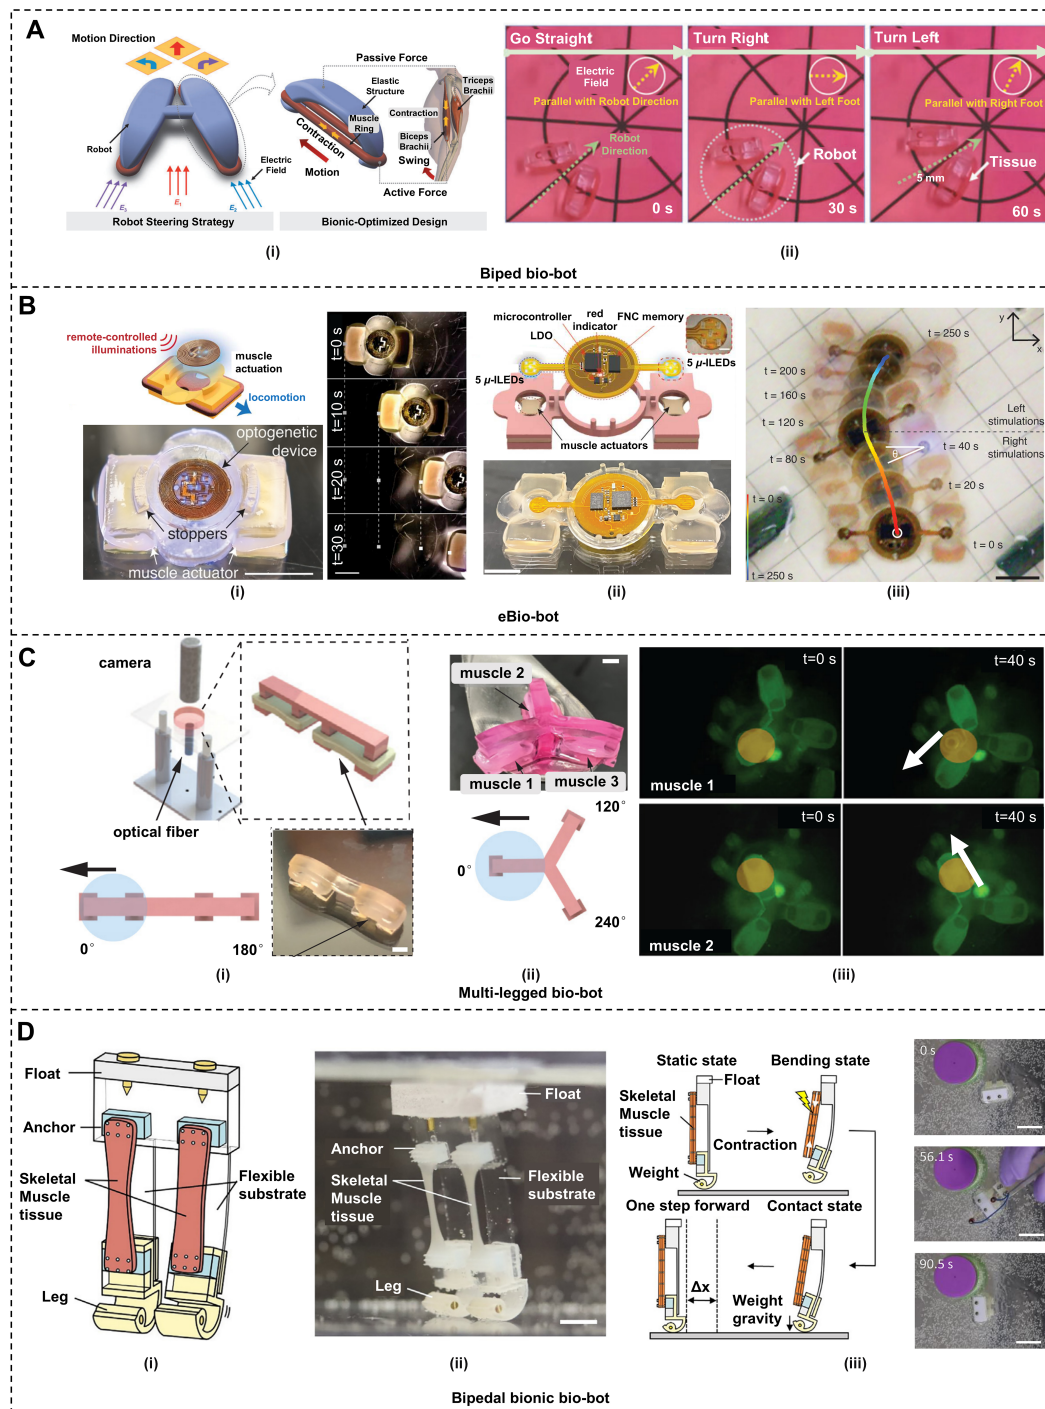 A
Motion Direction
Robot
Electric
Field
E₃
E₁
E₂
Robot Steering Strategy
Passive Force
Elastic
Structure
Triceps
Brachii
Contraction
Muscle
Ring
Contraction
Biceps
Brachii
Swing
Motion
Active Force
Bionic-Optimized Design
(i)
Go Straight
Turn Right
Turn Left
Electric
Field
Parallel with Robot Direction
Parallel with Left Foot
Parallel with Right Foot
Robot
Direction
Robot
Tissue
5 mm
0 s
30 s
60 s
(ii)
Biped bio-bot
B
remote-controlled
illuminations
muscle
actuation
locomotion
optogenetic
device
stoppers
muscle actuator
(i)
t=0 s
t=10 s
t=20 s
t=30 s
microcontroller
red
indicator
FNC memory
LDO
5 μ-ILEDs
5 μ-ILEDs
muscle actuators
(ii)
y
x
t = 250 s
t = 200 s
t = 160 s
t = 120 s
t = 80 s
Left
stimulations
Right
stimulations
t = 40 s
θ
t = 20 s
t = 0 s
t = 0 s
t = 250 s
(iii)
eBio-bot
C
camera
optical fiber
0°
180°
(i)
muscle 2
muscle 1
muscle 3
120°
0°
240°
(ii)
t=0 s
t=40 s
muscle 1
t=0 s
t=40 s
muscle 2
(iii)
Multi-legged bio-bot
D
Float
Anchor
Skeletal
Muscle
tissue
Flexible
substrate
Leg
(i)
Float
Anchor
Skeletal
Muscle
tissue
Flexible
substrate
Leg
(ii)
Static state
Bending state
Float
Skeletal
Muscle
tissue
Contraction
Weight
One step forward
Contact state
Δx
Weight
gravity
(iii)
0 s
56.1 s
90.5 s
Bipedal bionic bio-bot